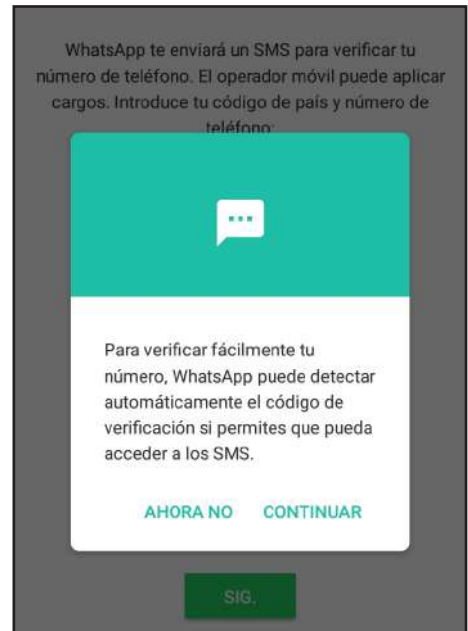 WhatsApp te enviará un SMS para verificar tu
número de teléfono. El operador móvil puede aplicar
cargos. Introduce tu código de país y número de
teléfono:
Para verificar fácilmente tu
número, WhatsApp puede detectar
automáticamente el código de
verificación si permites que pueda
acceder a los SMS.
AHORA NO CONTINUAR
SIG.